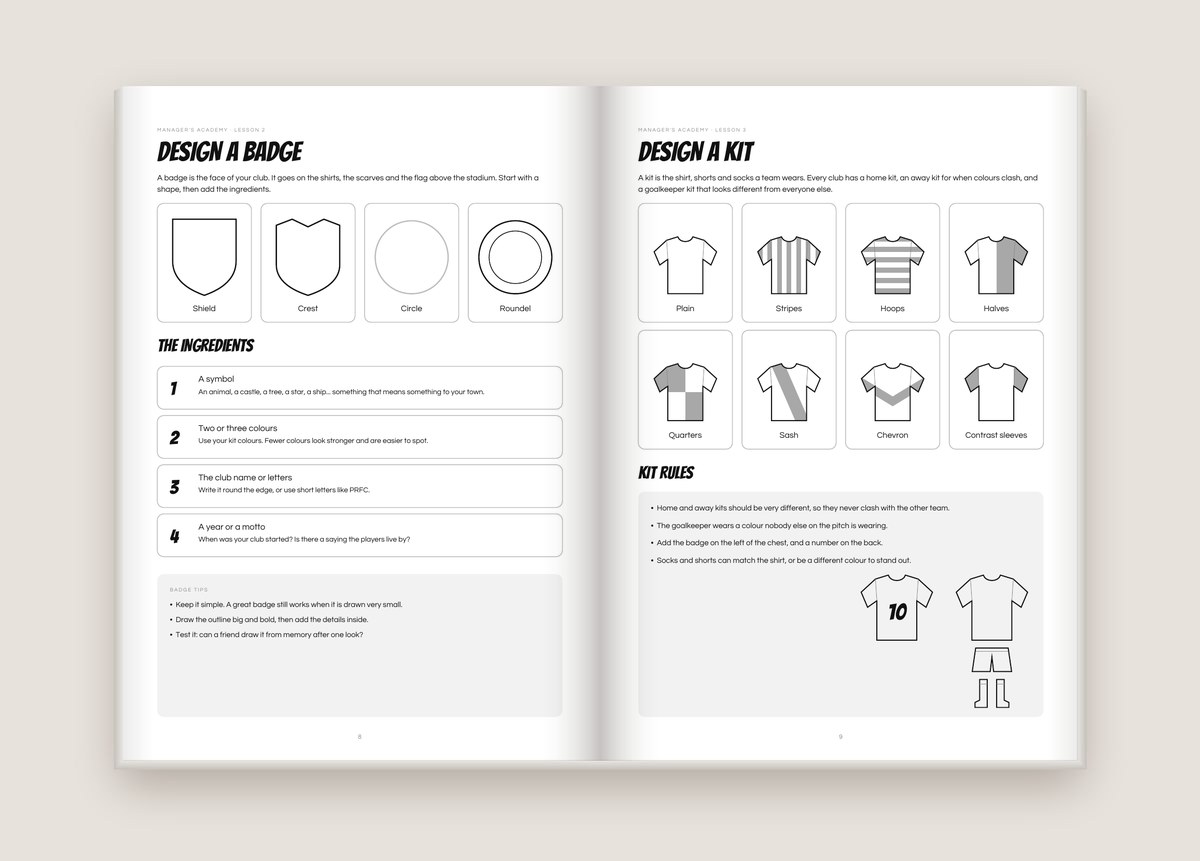 MANAGER'S ACADEMY · LESSON 2
DESIGN A BADGE
A badge is the face of your club. It goes on the shirts, the scarves and the flag above the stadium. Start with a
shape, then add the ingredients.
Shield
Crest
Circle
Roundel
THE INGREDIENTS
1
A symbol
An animal, a castle, a tree, a star, a ship... something that means something to your town.
2
Two or three colours
Use your kit colours. Fewer colours look stronger and are easier to spot.
3
The club name or letters
Write it round the edge, or use short letters like PRFC.
4
A year or a motto
When was your club started? Is there a saying the players live by?
BADGE TIPS
• Keep it simple. A great badge still works when it is drawn very small.
• Draw the outline big and bold, then add the details inside.
• Test it: can a friend draw it from memory after one look?
8
MANAGER'S ACADEMY · LESSON 3
DESIGN A KIT
A kit is the shirt, shorts and socks a team wears. Every club has a home kit, an away kit for when colours clash, and
a goalkeeper kit that looks different from everyone else.
Plain
Stripes
Hoops
Halves
Quarters
Sash
Chevron
Contrast sleeves
KIT RULES
• Home and away kits should be very different, so they never clash with the other team.
• The goalkeeper wears a colour nobody else on the pitch is wearing.
• Add the badge on the left of the chest, and a number on the back.
• Socks and shorts can match the shirt, or be a different colour to stand out.
10
9